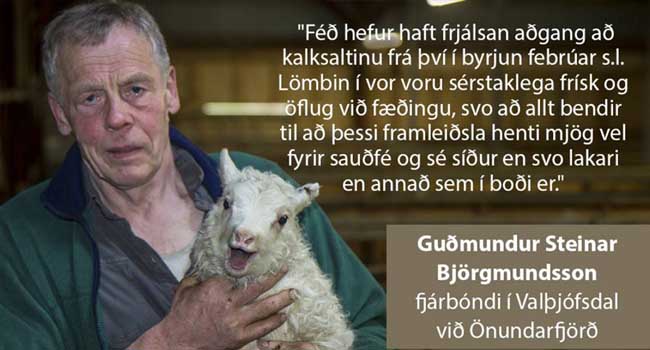 "Féð hefur haft frjálsan aðgang að
kalksaltinu frá því í byrjun febrúar s.l.
Lömbin í vor voru sérstaklega frísk og
öflug við fæðingu, svo að allt bendir
til að þessi framleiðsla henti mjög vel
fyrir sauðfé og sé síður en svo lakari
en annað sem í boði er."
Guðmundur Steinar
Björgmundsson
fjárbóndi í Valþjófsdal
við Önundarfjörð